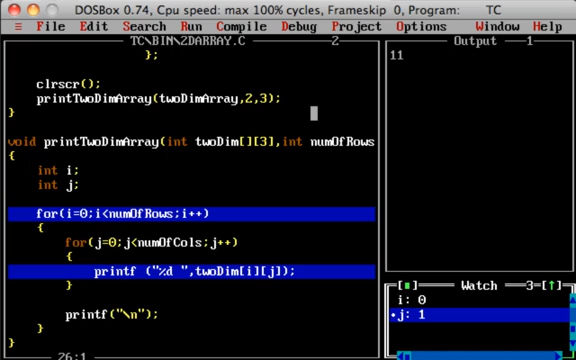 DOSBox 0.74, Cpu speed: max 100% cycles, Frameskip 0, Program: TC
≡ File Edit Search Run Compile Debug Project Options Window Help
TC\BIN\2DARRAY.C 2
};
clrscr();
printTwoDimArray(twoDimArray,2,3);
}
void printTwoDimArray(int twoDim[][3],int numOfRows
{
int i;
int j;
for(i=0;i<numOfRows;i++)
{
for(j=0;j<numOfCols;j++)
{
printf ("%d ",twoDim[i][j]);
}
printf("\n");
}
}
26:1
Output 1
11
Watch 3=[↑]
i: 0
•j: 1